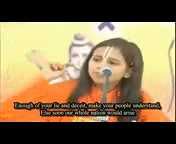 Enough of your lie and deceit, make your people understand,
Else soon our whole nation would arise